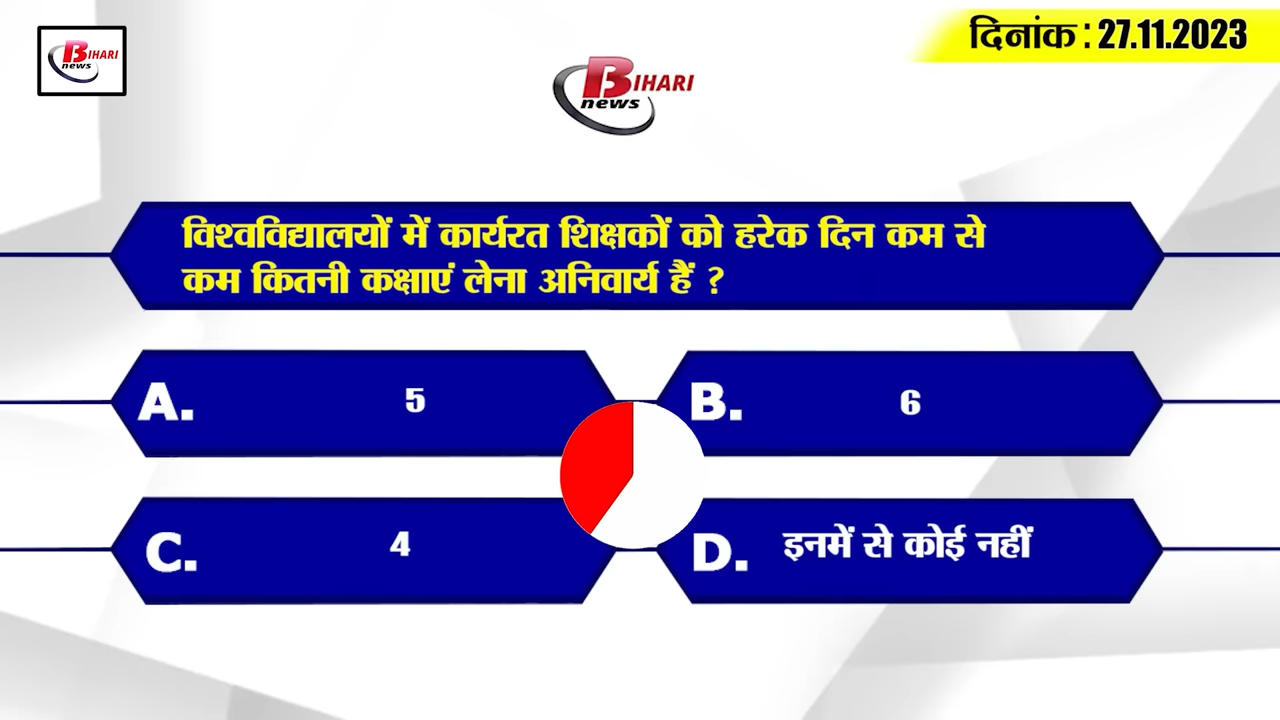 BIHARI
news
दिनांक : 27.11.2023
BIHARI
news
विश्वविद्यालयों में कार्यरत शिक्षकों को हरेक दिन कम से
कम कितनी कक्षाएं लेना अनिवार्य हैं ?
A. 5
B. 6
C. 4
D. इनमें से कोई नहीं